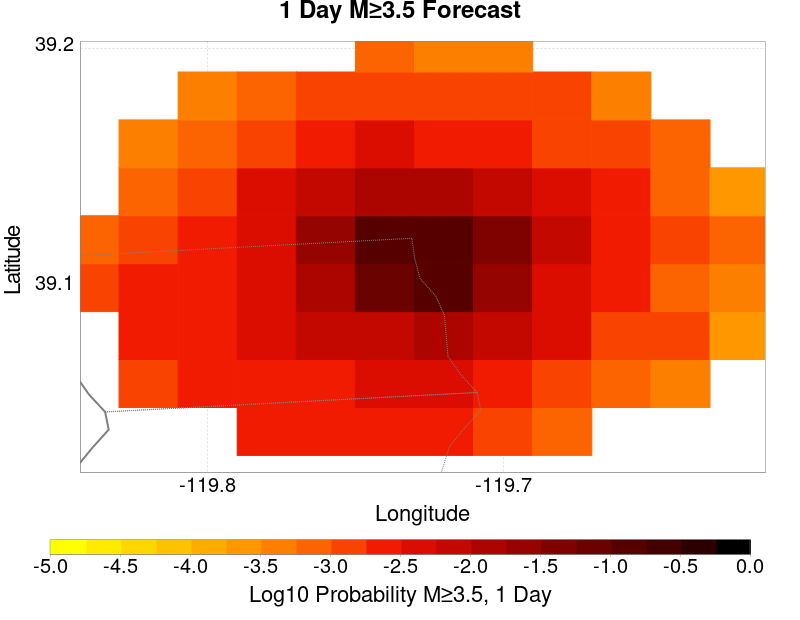 1 Day M≥3.5 Forecast
39.2
39.1
Latitude
-119.8 -119.7
Longitude
-5.0 -4.5 -4.0 -3.5 -3.0 -2.5 -2.0 -1.5 -1.0 -0.5 0.0
Log10 Probability M≥3.5, 1 Day